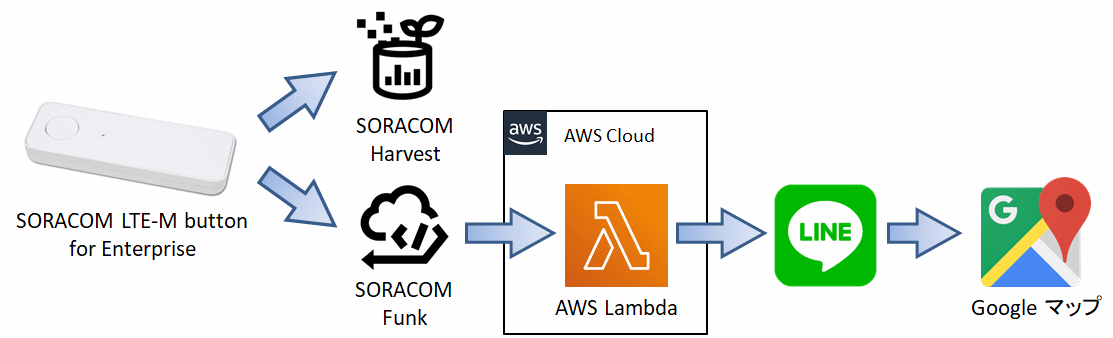 SORACOM LTE-M button
for Enterprise
SORACOM
Harvest
SORACOM
Funk
aws
AWS Cloud
AWS Lambda
LINE
G
Google マップ